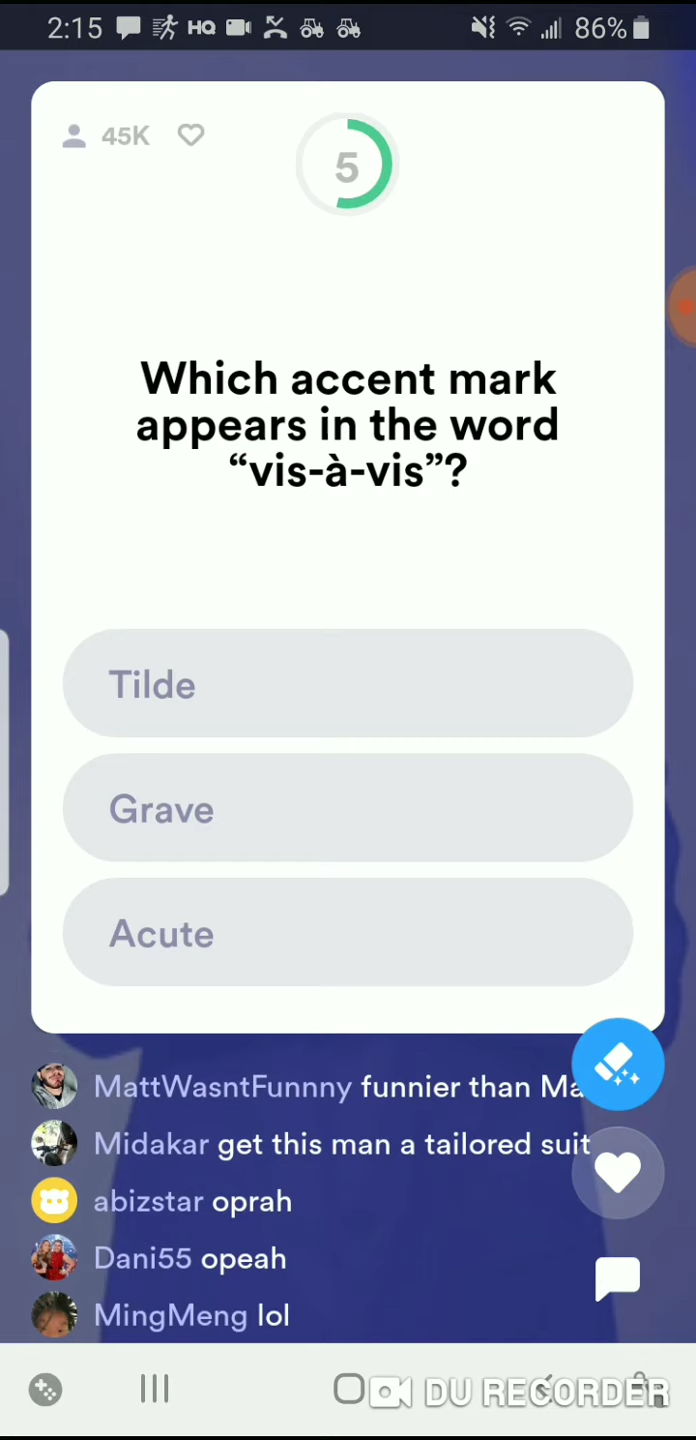 2:15 HQ 86%
45K
5
Which accent mark
appears in the word
“vis-à-vis”?
Tilde
Grave
Acute
MattWasntFunnny funnier than Ma
Midakar get this man a tailored suit
abizstar oprah
Dani55 opeah
MingMeng lol
DU RECORDER